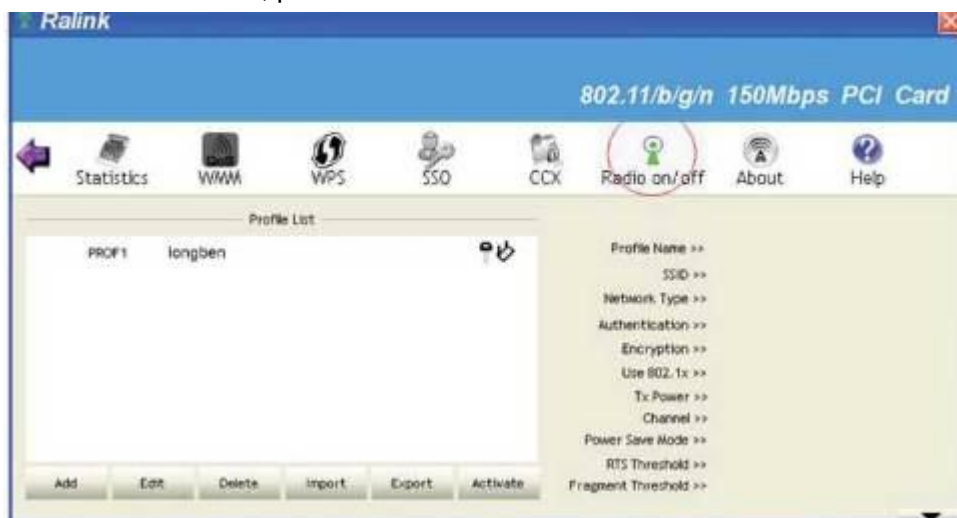 Ralink
802.11/b/g/n 150Mbps PCI Card
Statistics WMM WPS SSO CCX Radio on/off About Help
Profile List
PROF1 longben
Profile Name >>
SSID >>
Network Type >>
Authentication >>
Encryption >>
Use 802.1x >>
Tx Power >>
Channel >>
Power Save Mode >>
RTS Threshold >>
Fragment Threshold >>
Add Edit Delete Import Export Activate